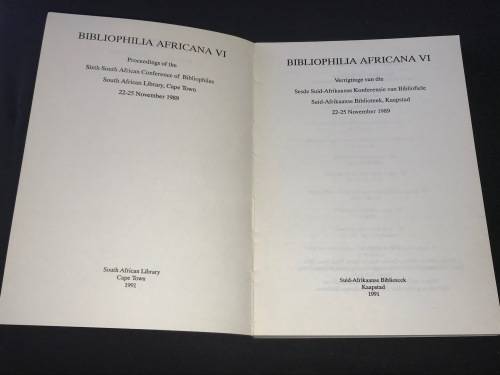 BIBLIOPHILIA AFRICANA VI
Proceedings of the
Sixth South African Conference of Bibliophiles
South African Library, Cape Town
22-25 November 1989
South African Library
Cape Town
1991
BIBLIOPHILIA AFRICANA VI
Verrigtinge van die
Sesde Suid-Afrikaanse Konferensie van Bibliofiele
Suid-Afrikaanse Biblioteek, Kaapstad
22-25 November 1989
Suid-Afrikaanse Biblioteek
Kaapstad
1991